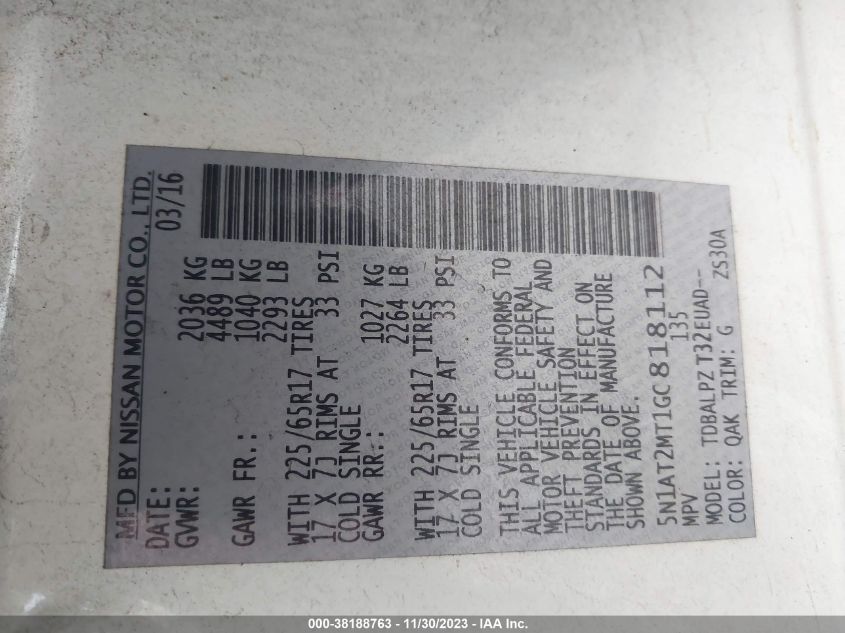 MFD BY NISSAN MOTOR CO., LTD.
DATE: 03/16
GVWR: 2036 KG
4489 LB
GAWR FR.: 1040 KG
2293 LB
WITH 225/65R17 TIRES
17 X 7J RIMS AT 33 PSI
COLD SINGLE
GAWR RR.: 1027 KG
2264 LB
WITH 225/65R17 TIRES
17 X 7J RIMS AT 33 PSI
COLD SINGLE
THIS VEHICLE CONFORMS TO
ALL APPLICABLE FEDERAL
MOTOR VEHICLE SAFETY AND
THEFT PREVENTION
STANDARDS IN EFFECT ON
THE DATE OF MANUFACTURE
SHOWN ABOVE.
5N1AT2MT1GC818112
MPV 135
MODEL: TDBALPZ T32EUAD--
COLOR: QAK TRIM: G ZS30A
000-38188763 - 11/30/2023 - IAA Inc.